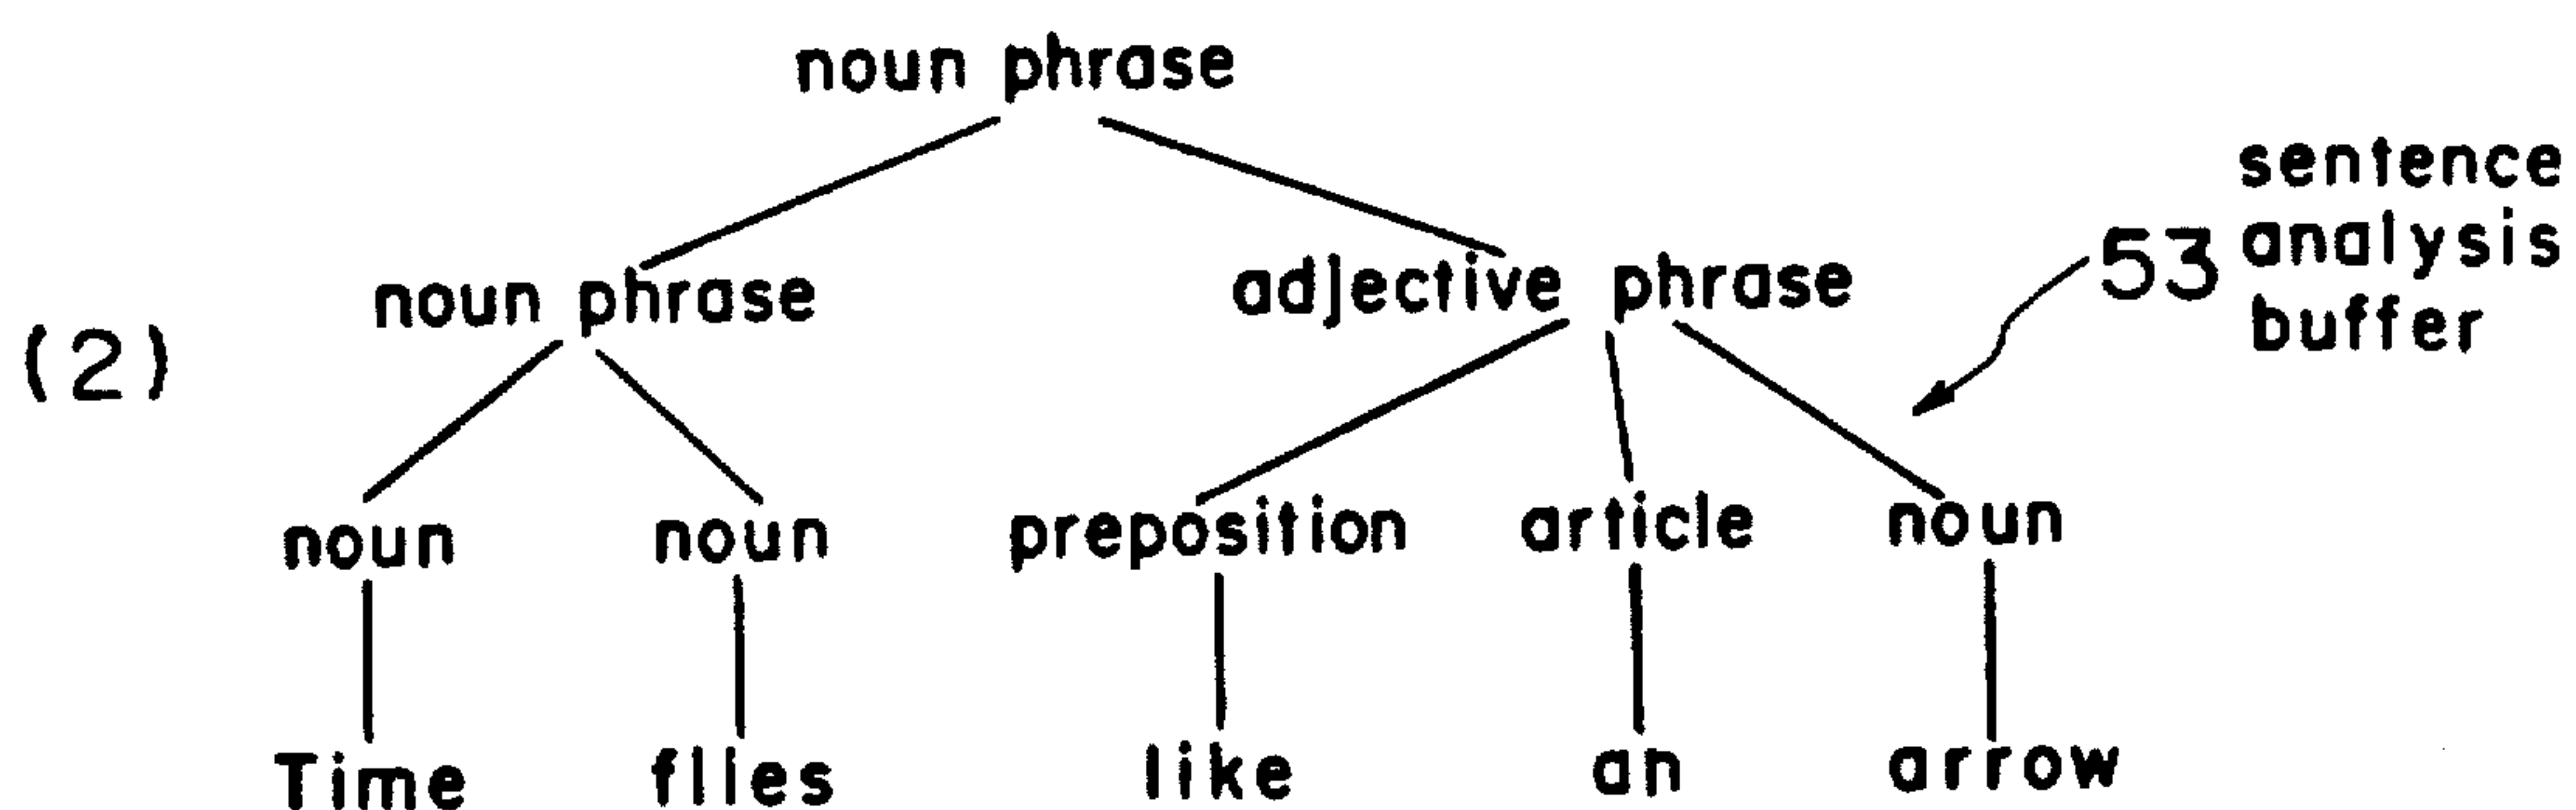 noun phrase
sentence
analysis
53
buffer
noun phrase
adjective phrase
(2)
noun
noun
preposition
article
noun
Time
flies
like
an
arrow